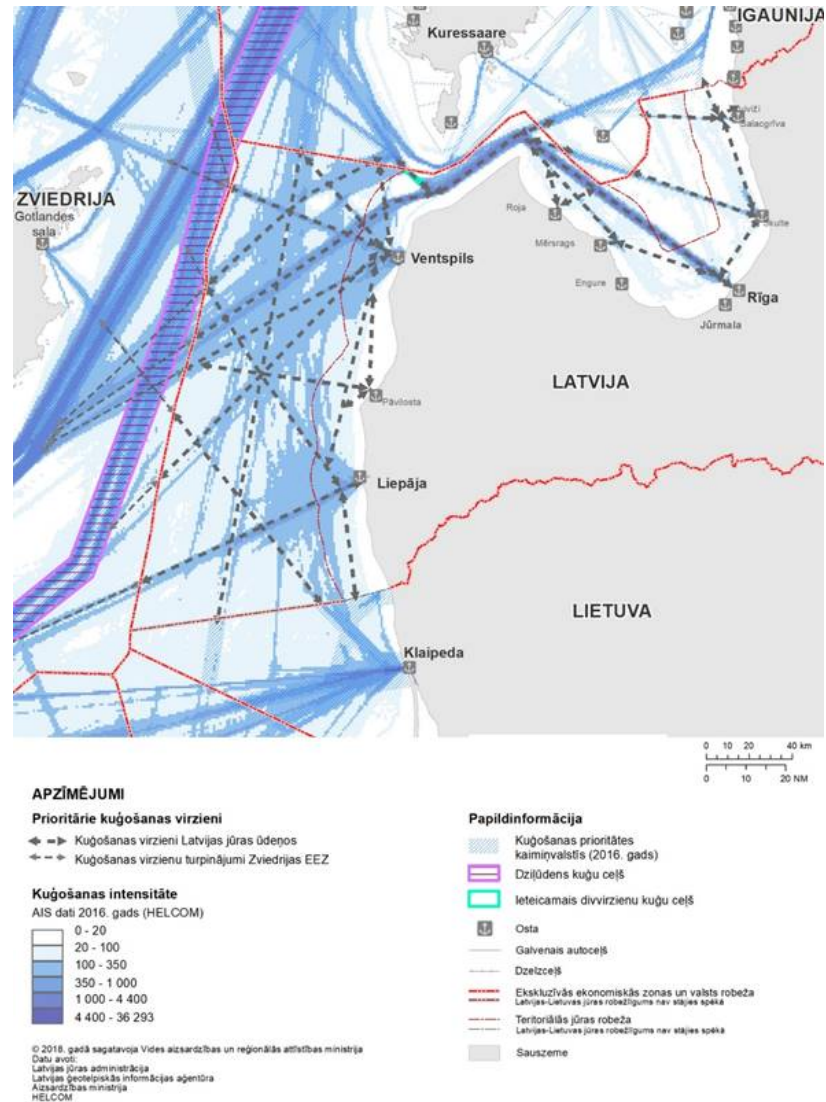 IGAUNIJA
Kuressaare
Salacgrīva
ZVIEDRIJA
Gotlandes
sala
Roja
Skulte
Mērsrags
Ventspils
Engure
Rīga
Jūrmala
LATVIJA
Pāvilosta
Liepāja
LIETUVA
Klaipeda
0 10 20 40 km
0 10 20 NM
APZĪMĒJUMI
Prioritārie kuģošanas virzieni
Kuģošanas virzieni Latvijas jūras ūdeņos
Kuģošanas virzienu turpinājumi Zviedrijas EEZ
Kuģošanas intensitāte
AIS dati 2016. gads (HELCOM)
0 - 20
20 - 100
100 - 350
350 - 1 000
1 000 - 4 400
4 400 - 36 293
© 2018. gadā sagatavoja Vides aizsardzības un reģionālās attīstības ministrija
Datu avoti:
Latvijas jūras administrācija
Latvijas ģeotelpiskās informācijas aģentūra
Aizsardzības ministrija
HELCOM
Papildinformācija
Kuģošanas prioritātes
kaimiņvalstīs (2016. gads)
Dziļūdens kuģu ceļš
Ieteicamais divvirzienu kuģu ceļš
Osta
Galvenais autoceļš
Dzelzceļš
Ekskluzīvās ekonomiskās zonas un valsts robeža
Latvijas-Lietuvas jūras robežlīgums nav stājies spēkā
Teritoriālās jūras robeža
Latvijas-Lietuvas jūras robežlīgums nav stājies spēkā
Sauszeme